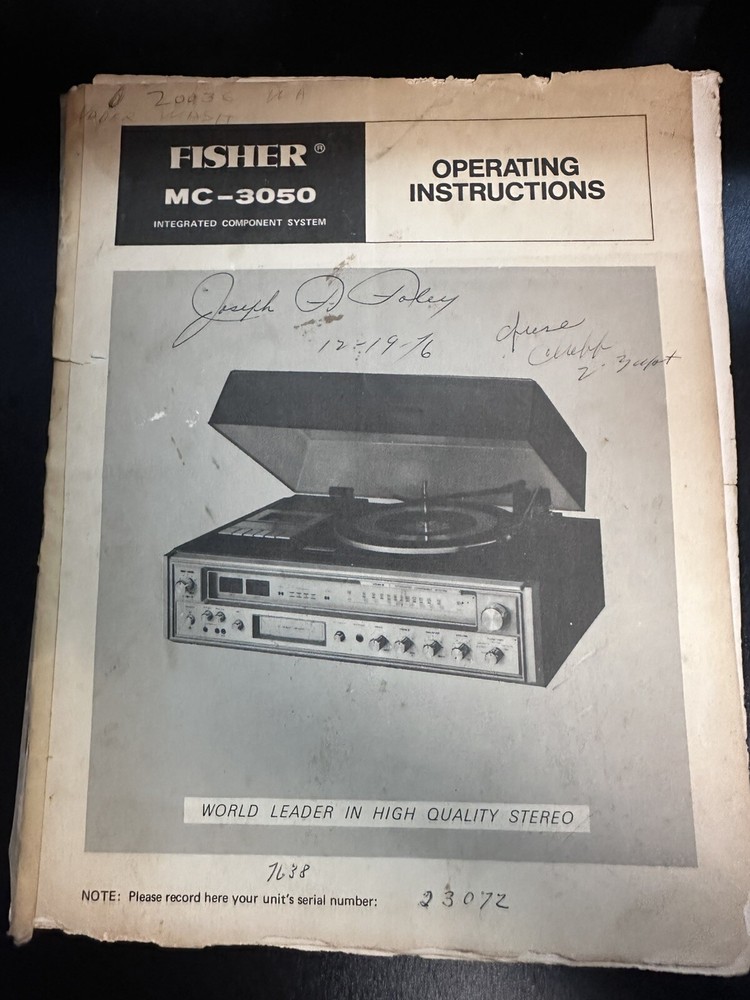 20436
FISHER ®
MC-3050
INTEGRATED COMPONENT SYSTEM
OPERATING
INSTRUCTIONS
Joseph
12-19-76
WORLD LEADER IN HIGH QUALITY STEREO
7638
NOTE: Please record here your unit's serial number: 23072